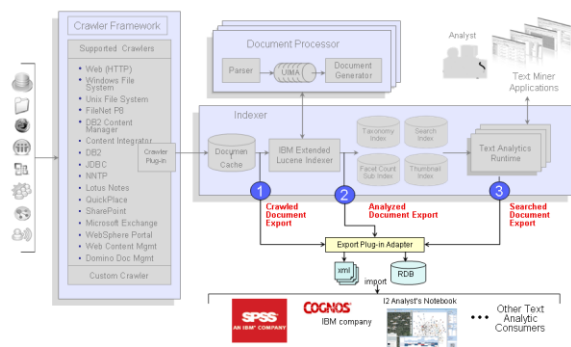 Crawler Framework
Supported Crawlers
Web (HTTP)
Windows File
System
Unix File System
FileNet P8
DB2 Content
Manager
Content Integrator
DB2
JDBC
NNTP
Lotus Notes
QuickPlace
SharePoint
Microsoft Exchange
WebSphere Portal
Web Content Mgmt
Domino Doc Mgmt
Custom Crawler
Crawler
Plug-in
Document Processor
Parser
UIMA
Document
Generator
Analyst
Text Miner
Applications
Indexer
Documen
t
Cache
IBM Extended
Lucene Indexer
Taxonomy
Index
Search
Index
Facet Count
Sub Index
Thumbnail
Index
Text Analytics
Runtime
1
2
3
Crawled
Document
Export
Analyzed
Document Export
Searched
Document
Export
Export Plug-in Adapter
xml
RDB
import
SPSS
AN IBM COMPANY
COGNOS
IBM company
I2 Analyst's Notebook
Other Text
Analytic
Consumers